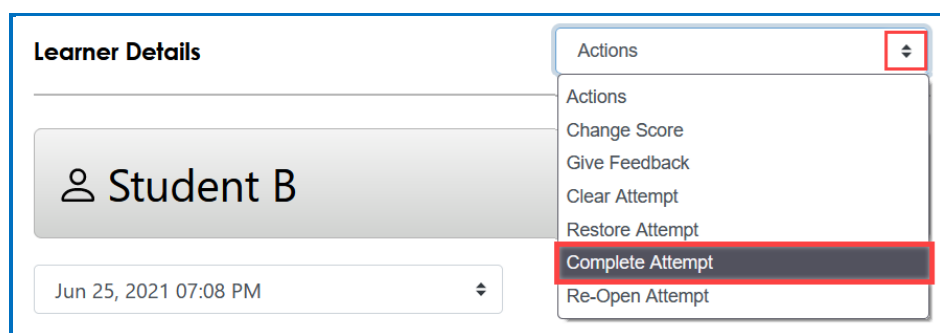 Learner Details
Actions
Actions
Change Score
Give Feedback
Clear Attempt
Restore Attempt
Complete Attempt
Re-Open Attempt
Student B
Jun 25, 2021 07:08 PM